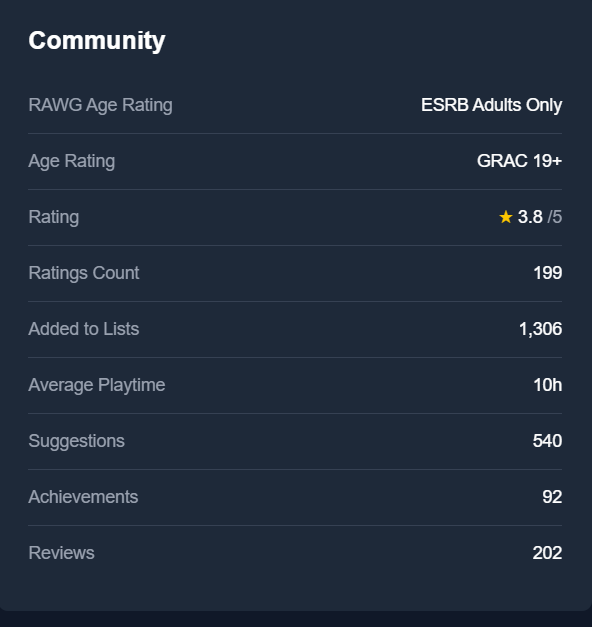 Community
RAWG Age Rating ESRB Adults Only
Age Rating GRAC 19+
Rating ★ 3.8 /5
Ratings Count 199
Added to Lists 1,306
Average Playtime 10h
Suggestions 540
Achievements 92
Reviews 202